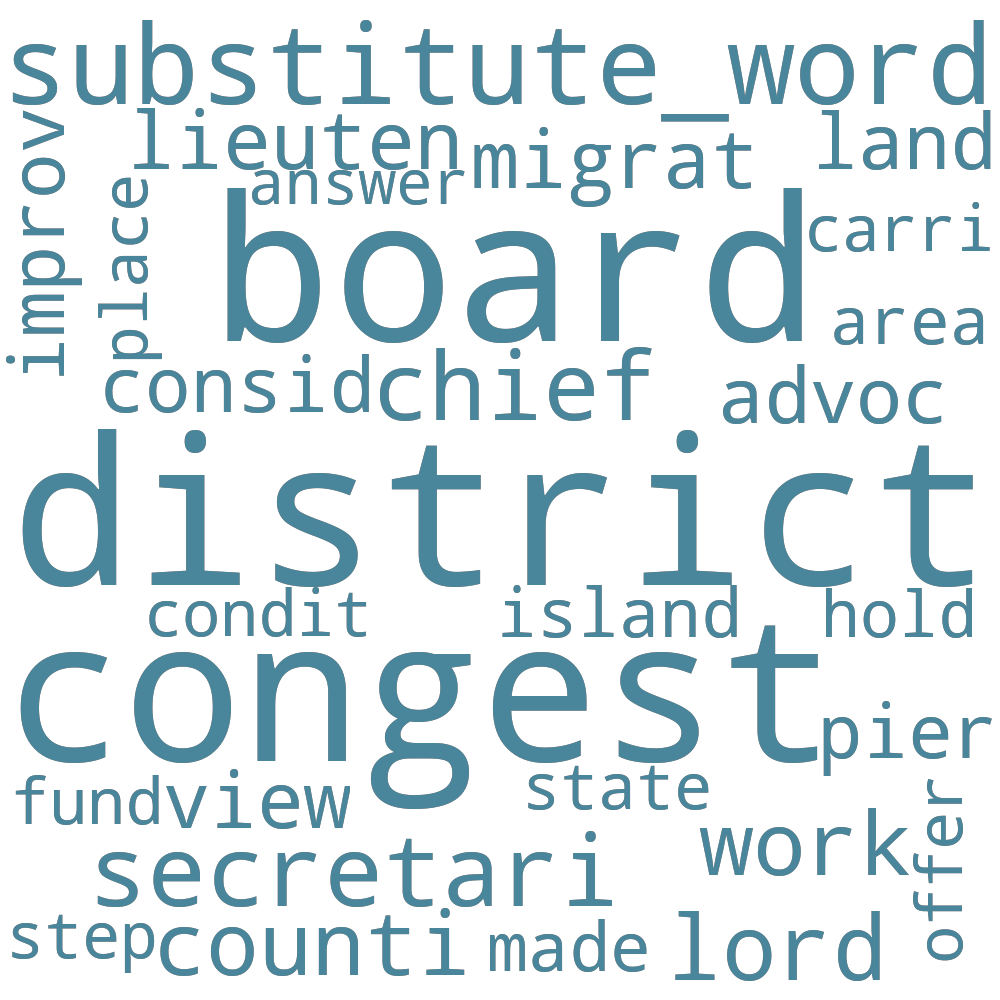 substitute_word
lieuten
answer
migrat
land
improv
place
board
carri
area
consid
chief
advoc
district
condit
island
hold
congest
pier
fund
view
state
offer
work
secretari
step
counti
made
lord